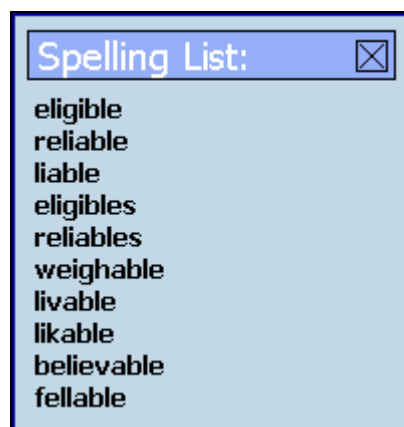 Spelling List:
eligible
reliable
liable
eligibles
reliables
weighable
livable
likable
believable
fellable